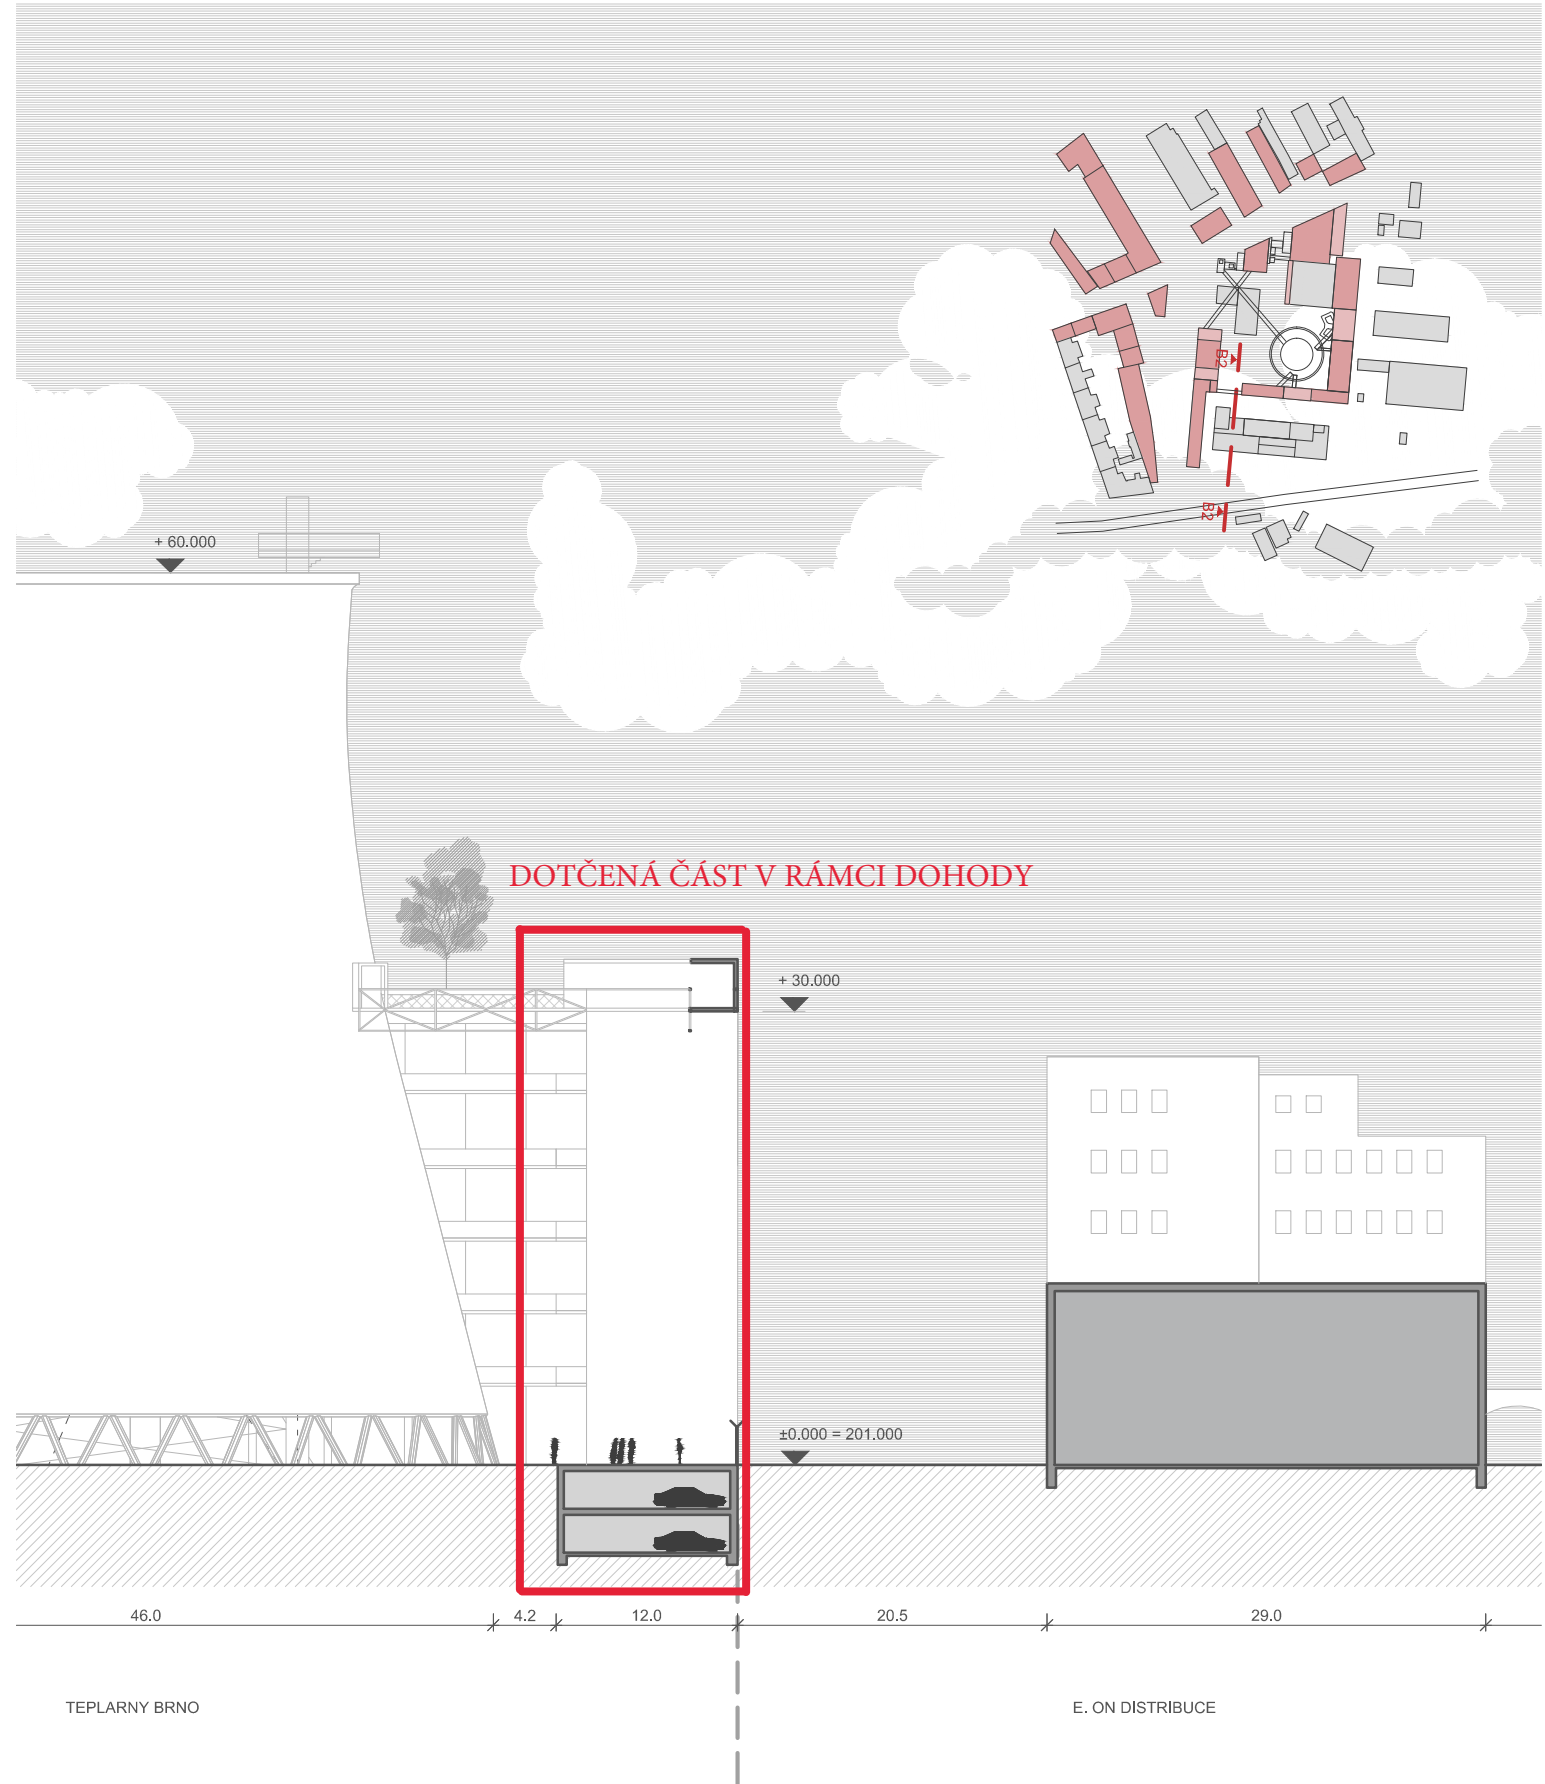 B2
B2
+ 60.000
DOTČENÁ ČÁST V RÁMCI DOHODY
+ 30.000
±0.000 = 201.000
46.0 4.2 12.0 20.5 29.0
TEPLARNY BRNO E. ON DISTRIBUCE